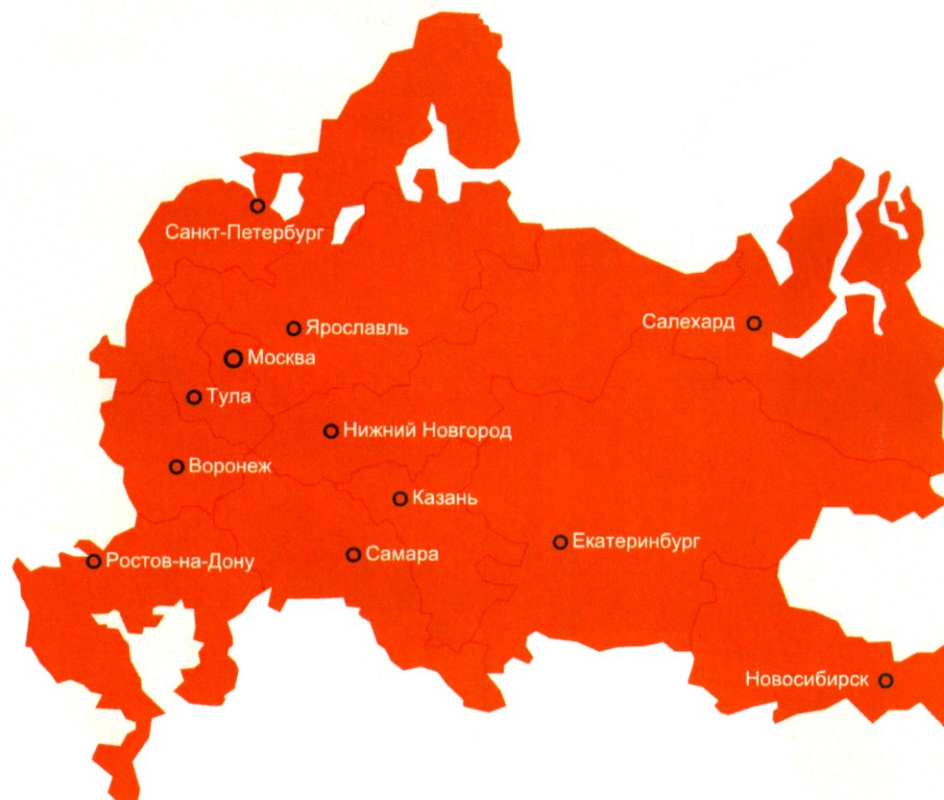 Санкт-Петербург
Ярославль
Салехард
Москва
Тула
Нижний Новгород
Воронеж
Казань
Екатеринбург
Самара
Ростов-на-Дону
Новосибирск